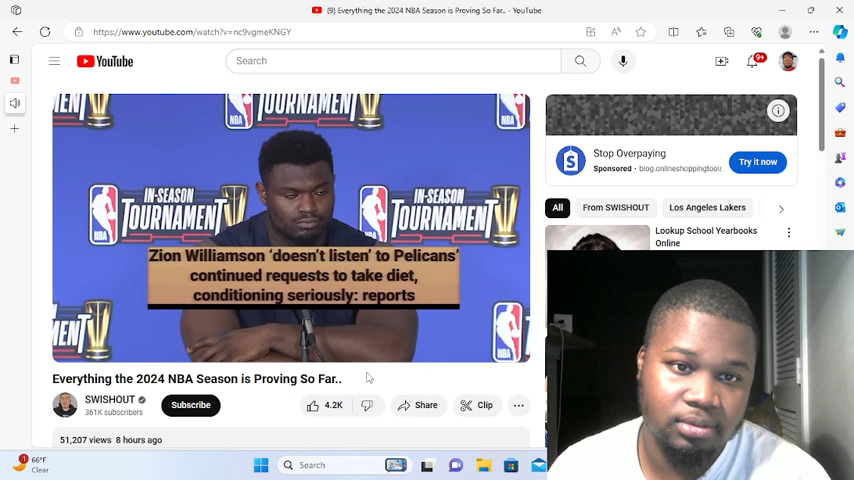 (9) Everything the 2024 NBA Season is Proving So Far.. - YouTube
https://www.youtube.com/watch?v=nc9vgmeKNGY
YouTube
Search
9+
IN-SEASON
TOURNAMENT
NBA
Zion Williamson ‘doesn’t listen’ to Pelicans’
continued requests to take diet,
conditioning seriously: reports
Stop Overpaying
Sponsored · blog.onlineshoppingtools
Try it now
All
From SWISHOUT
Los Angeles Lakers
Lookup School Yearbooks
Online
Everything the 2024 NBA Season is Proving So Far..
SWISHOUT
361K subscribers
Subscribe
4.2K
Share
Clip
51,207 views 8 hours ago
1
66°F
Clear
Search